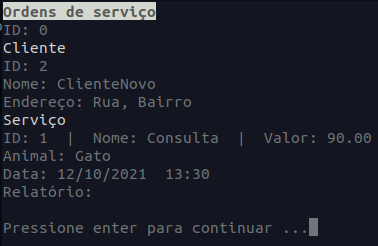 Ordens de serviço
ID: 0
Cliente
ID: 2
Nome: ClienteNovo
Endereço: Rua, Bairro
Serviço
ID: 1 | Nome: Consulta | Valor: 90.00
Animal: Gato
Data: 12/10/2021 13:30
Relatório:
Pressione enter para continuar ...